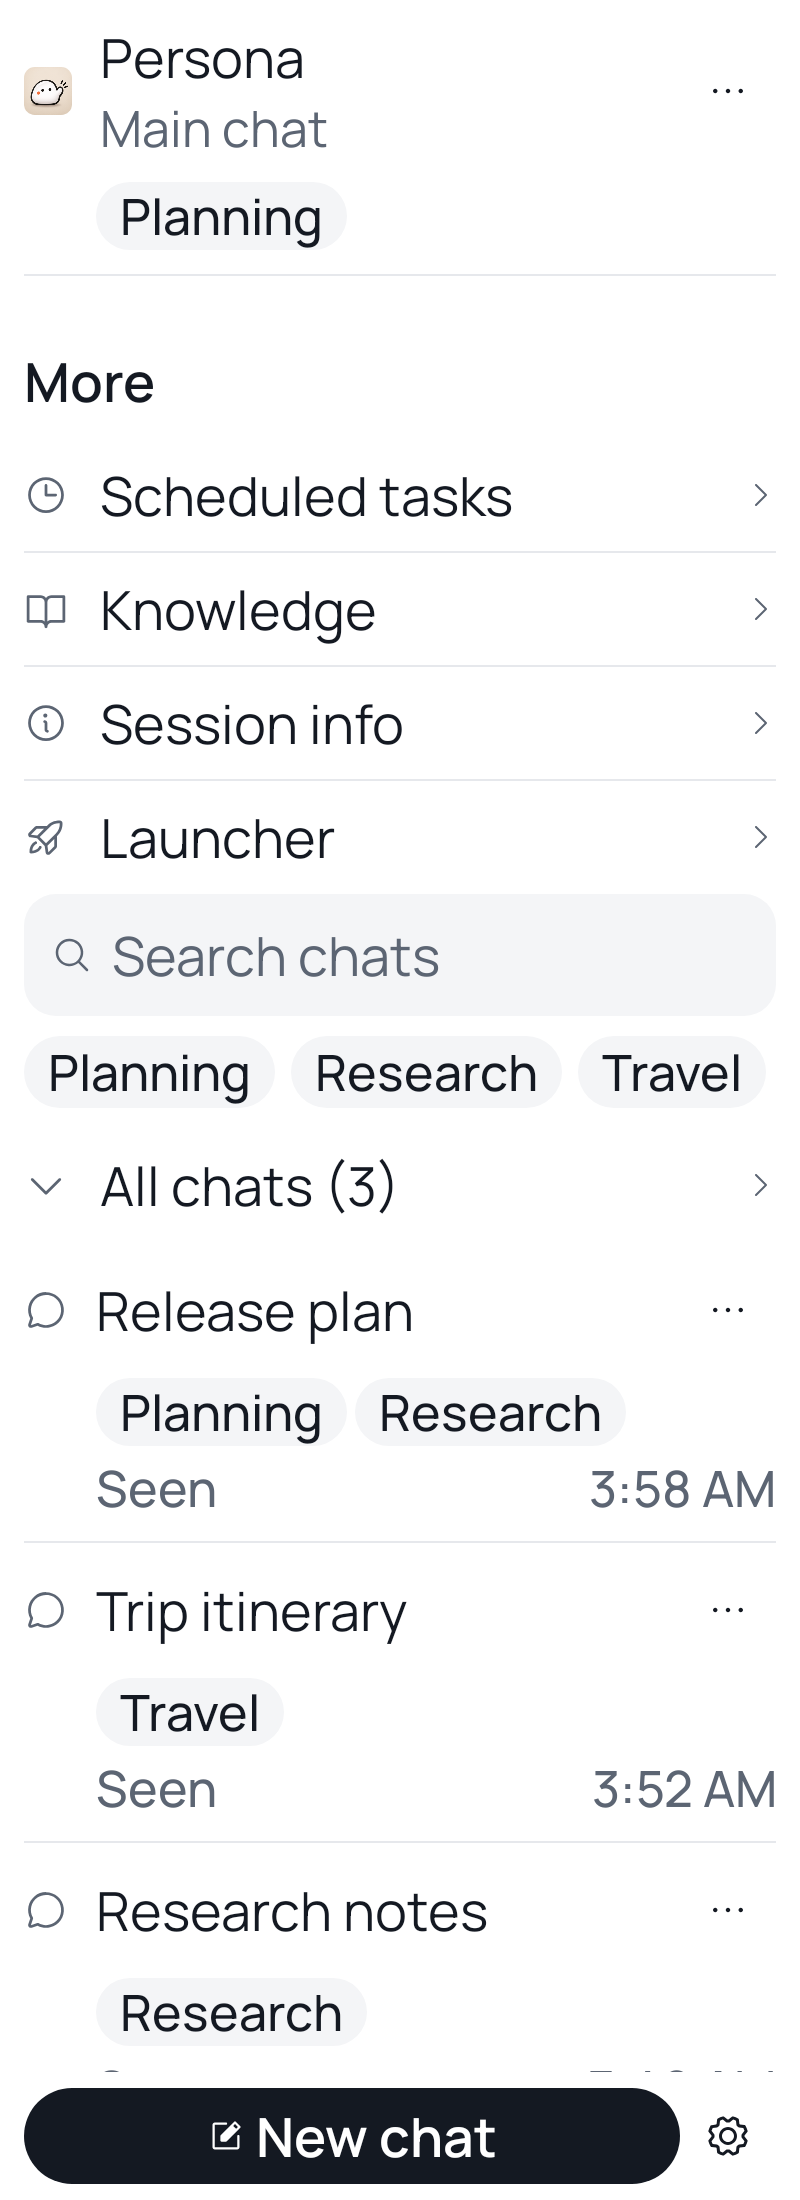 Persona
Main chat
Planning
More
Scheduled tasks
Knowledge
Session info
Launcher
Search chats
Planning Research Travel
All chats (3)
Release plan
Planning Research
Seen 3:58 AM
Trip itinerary
Travel
Seen 3:52 AM
Research notes
Research
New chat